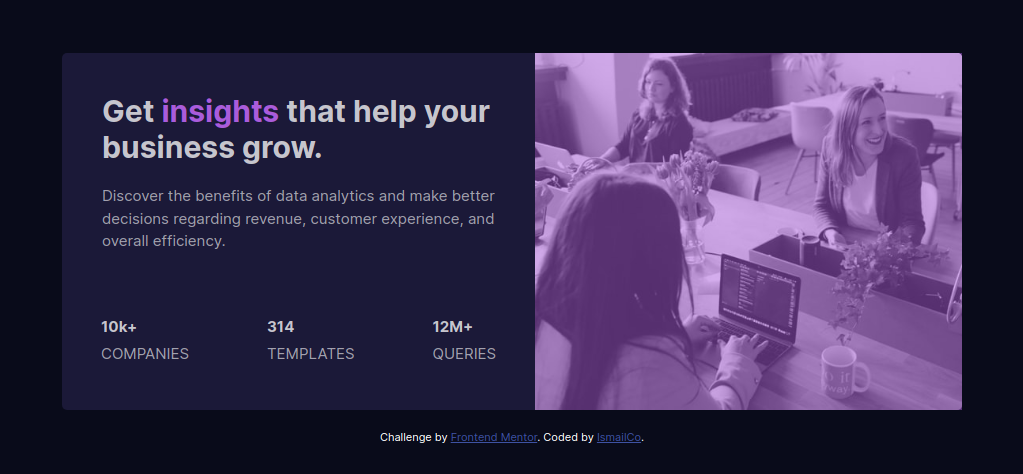 Get insights that help your
business grow.
Discover the benefits of data analytics and make better
decisions regarding revenue, customer experience, and
overall efficiency.
10k+ 314 12M+
COMPANIES TEMPLATES QUERIES
Challenge by Frontend Mentor. Coded by IsmailCo.